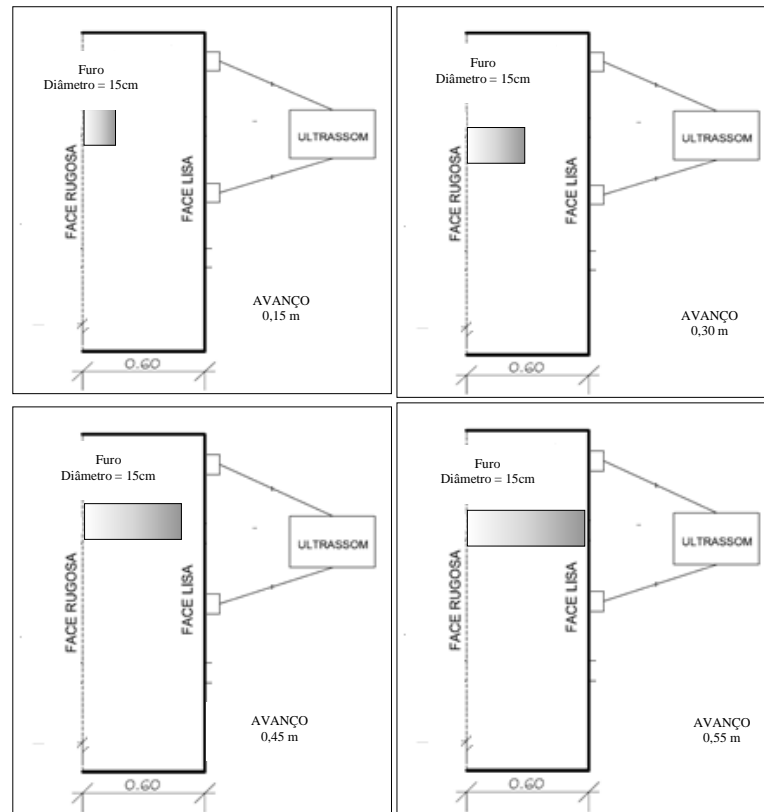 Furo
Diâmetro = 15cm
FACE RUGOSA
FACE LISA
ULTRASSOM
AVANÇO
0,15 m
0.60
Furo
Diâmetro = 15cm
FACE RUGOSA
FACE LISA
ULTRASSOM
AVANÇO
0,30 m
0.60
Furo
Diâmetro = 15cm
FACE RUGOSA
FACE LISA
ULTRASSOM
AVANÇO
0,45 m
0.60
Furo
Diâmetro = 15cm
FACE RUGOSA
FACE LISA
ULTRASSOM
AVANÇO
0,55 m
0.60